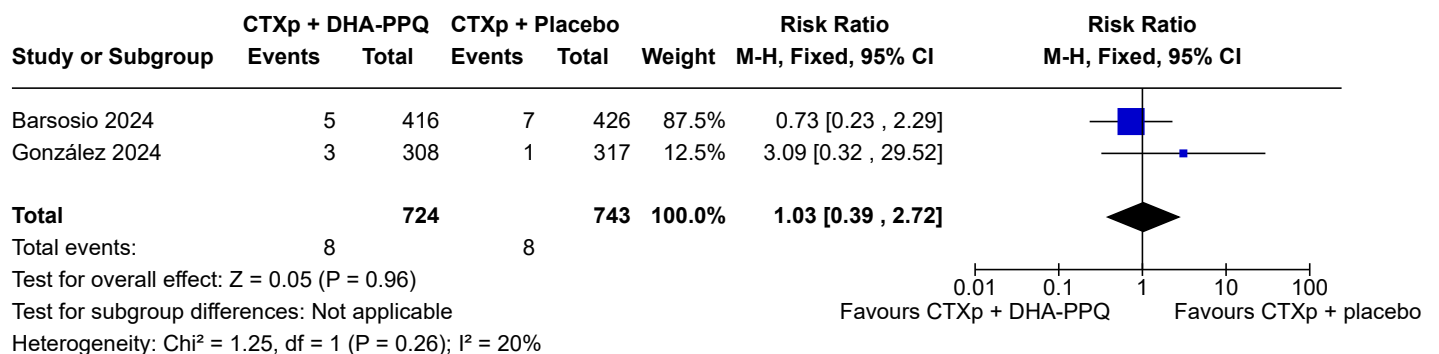 CTXp + DHA-PPQ CTXp + Placebo Risk Ratio Risk Ratio
Study or Subgroup Events Total Events Total Weight M-H, Fixed, 95% CI M-H, Fixed, 95% CI
Barsosio 2024 5 416 7 426 87.5% 0.73 [0.23 , 2.29]
González 2024 3 308 1 317 12.5% 3.09 [0.32 , 29.52]
Total 724 743 100.0% 1.03 [0.39 , 2.72]
Total events: 8 8
Test for overall effect: Z = 0.05 (P = 0.96)
0.01 0.1 1 10 100
Test for subgroup differences: Not applicable Favours CTXp + DHA-PPQ Favours CTXp + placebo
Heterogeneity: Chi² = 1.25, df = 1 (P = 0.26); I² = 20%